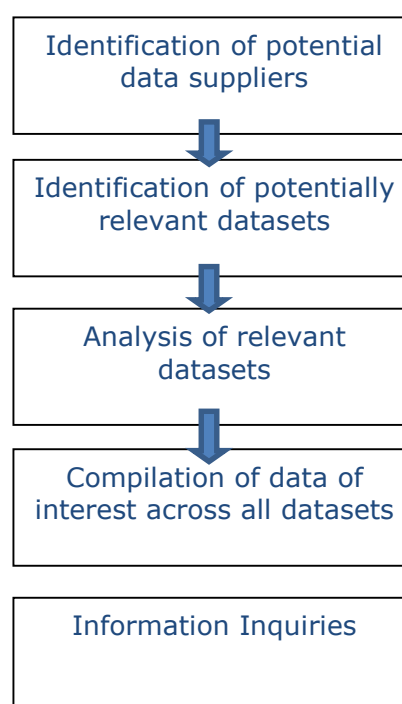 Identification of potential
data suppliers
Identification of potentially
relevant datasets
Analysis of relevant
datasets
Compilation of data of
interest across all datasets
Information Inquiries